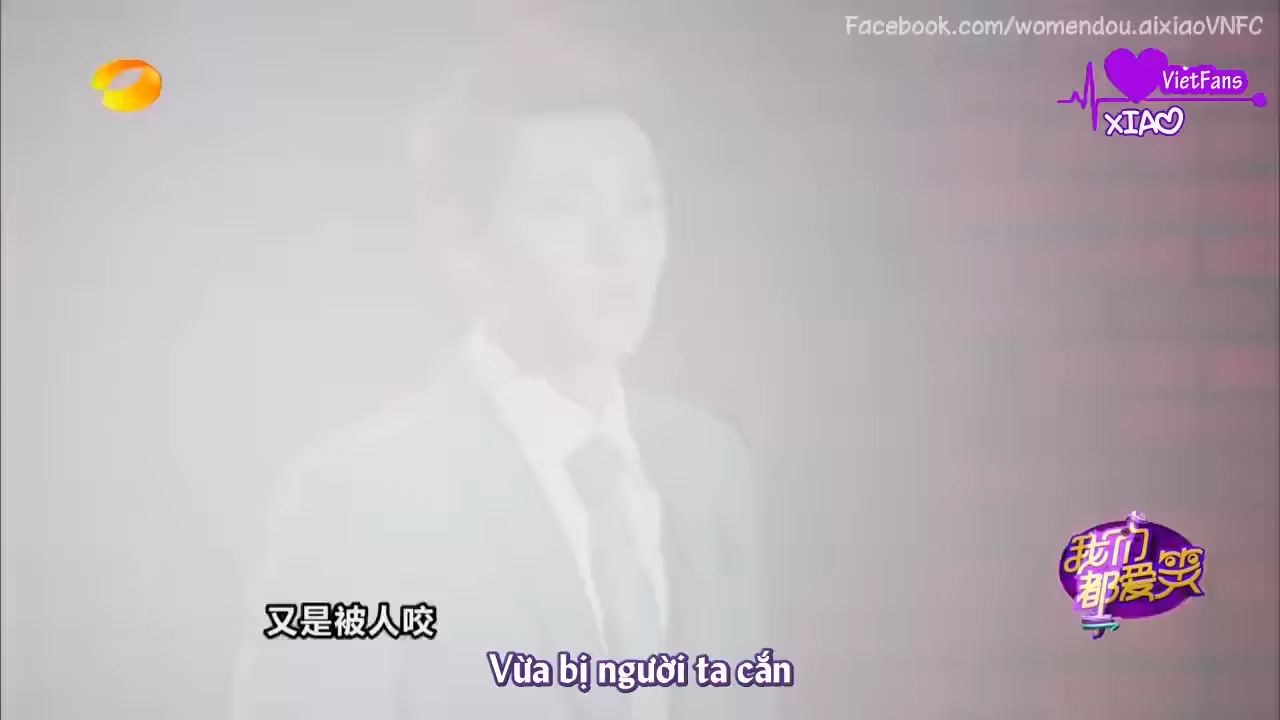 Facebook.com/womendou.aixiaoVNFC
VietFans
XIAO
我们
都爱笑
又是被人咬
Vừa bị người ta cắn